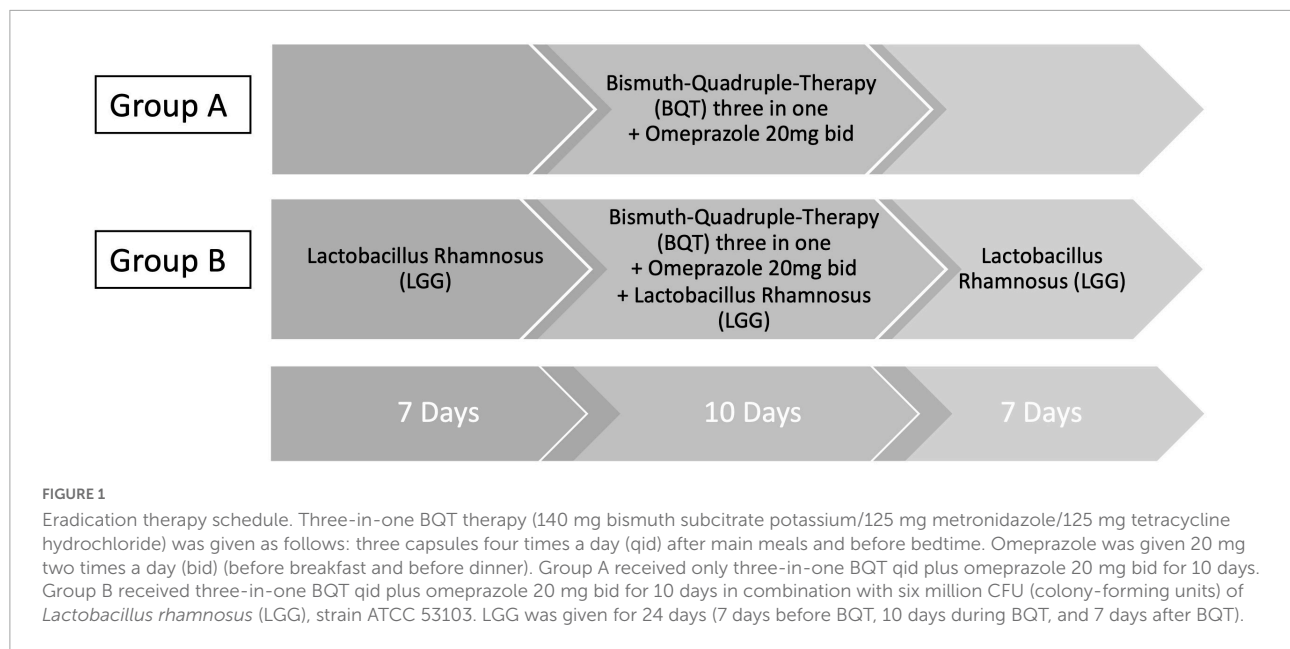 Group A
Bismuth-Quadruple-Therapy
(BQT) three in one
+ Omeprazole 20mg bid
Group B
Lactobacillus Rhamnosus
(LGG)
Bismuth-Quadruple-Therapy
(BQT) three in one
+ Omeprazole 20mg bid
+ Lactobacillus Rhamnosus
(LGG)
Lactobacillus
Rhamnosus (LGG)
7 Days
10 Days
7 Days
FIGURE 1
Eradication therapy schedule. Three-in-one BQT therapy (140 mg bismuth subcitrate potassium/125 mg metronidazole/125 mg tetracycline
hydrochloride) was given as follows: three capsules four times a day (qid) after main meals and before bedtime. Omeprazole was given 20 mg
two times a day (bid) (before breakfast and before dinner). Group A received only three-in-one BQT qid plus omeprazole 20 mg bid for 10 days.
Group B received three-in-one BQT qid plus omeprazole 20 mg bid for 10 days in combination with six million CFU (colony-forming units) of
Lactobacillus rhamnosus (LGG), strain ATCC 53103. LGG was given for 24 days (7 days before BQT, 10 days during BQT, and 7 days after BQT).